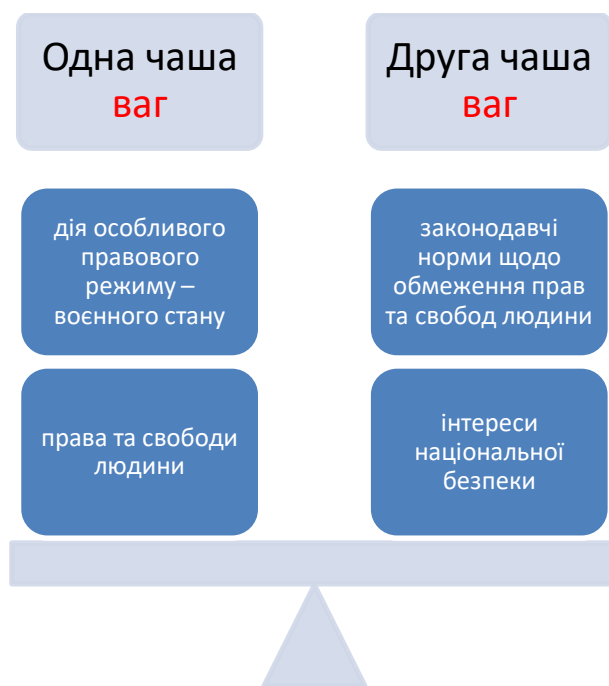 Одна чаша
ваг
Друга чаша
ваг
дія особливого
правового
режиму –
воєнного стану
законодавчі
норми щодо
обмеження прав
та свобод людини
права та свободи
людини
інтереси
національної
безпеки